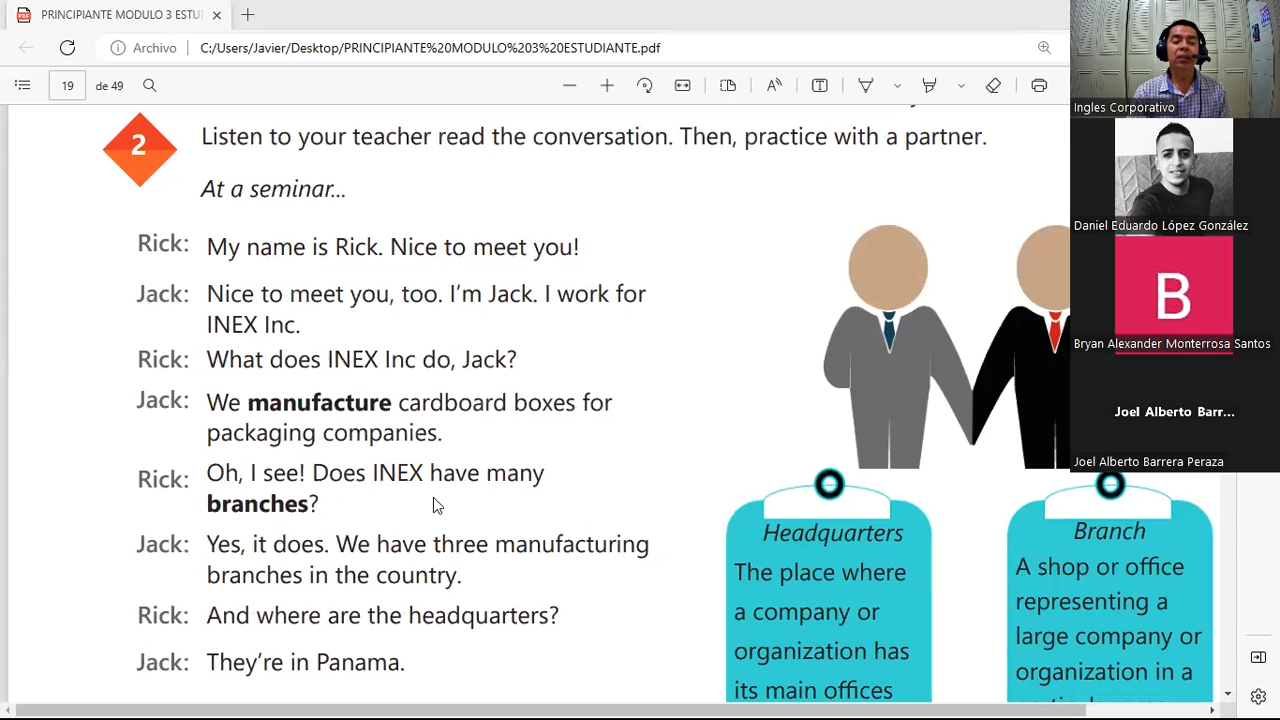 PRINCIPIANTE MODULO 3 ESTU
Archivo
C:/Users/Javier/Desktop/PRINCIPIANTE%20MODULO%203%20ESTUDIANTE.pdf
19
de 49
2
Listen to your teacher read the conversation. Then, practice with a partner.
At a seminar...
Rick: My name is Rick. Nice to meet you!
Jack: Nice to meet you, too. I'm Jack. I work for
INEX Inc.
Rick: What does INEX Inc do, Jack?
Jack: We manufacture cardboard boxes for
packaging companies.
Rick: Oh, I see! Does INEX have many
branches?
Jack: Yes, it does. We have three manufacturing
branches in the country.
Rick: And where are the headquarters?
Jack: They're in Panama.
Headquarters
The place where
a company or
organization has
its main offices
Branch
A shop or office
representing a
large company or
organization in a
Ingles Corporativo
Daniel Eduardo López González
B
Bryan Alexander Monterrosa Santos
Joel Alberto Barr...
Joel Alberto Barrera Peraza